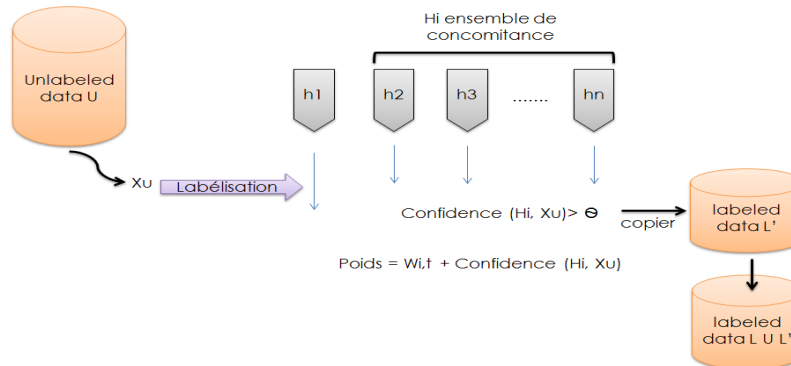 Hi ensemble de
concomitance
Unlabeled
data U
h1
h2
h3
.......
hn
Xu
Labélisation
Confidence (Hi, Xu)> Ɵ
copier
labeled
data L'
Poids = Wi,t + Confidence (Hi, Xu)
labeled
data L U L'